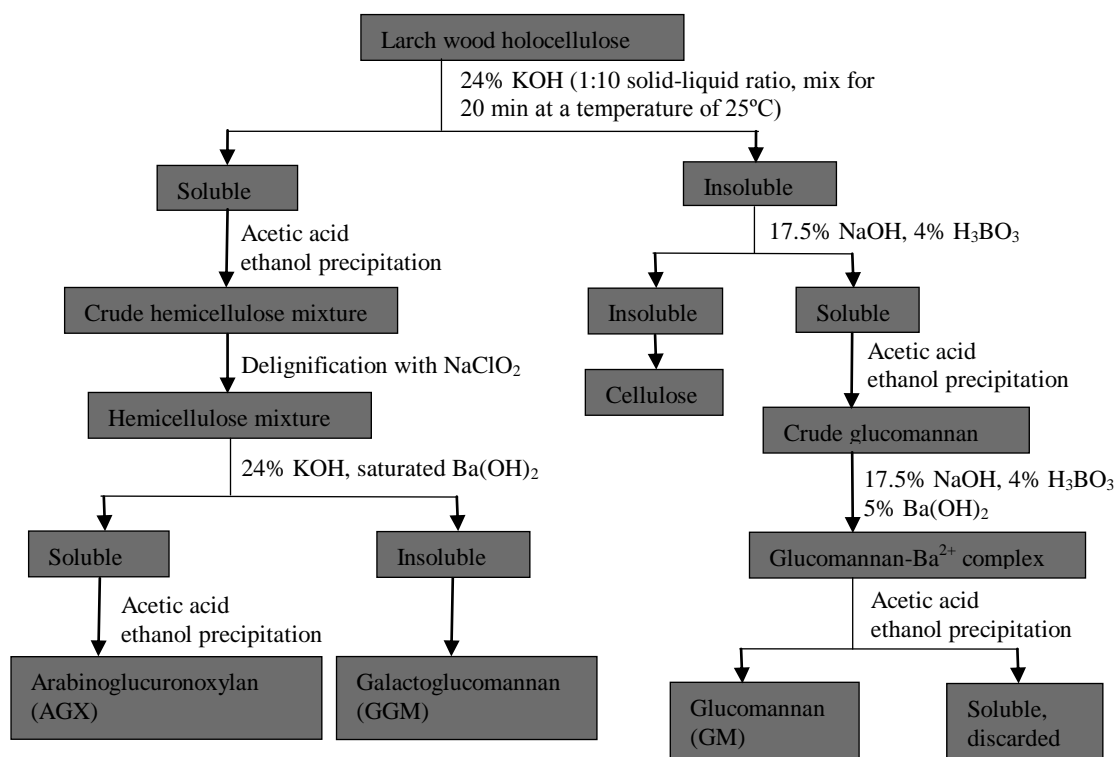 Larch wood holocellulose
24% KOH (1:10 solid-liquid ratio, mix for
20 min at a temperature of 25ºC)
Soluble
Insoluble
Acetic acid
ethanol precipitation
17.5% NaOH, 4% H₃BO₃
Crude hemicellulose mixture
Insoluble
Soluble
Delignification with NaClO₂
Acetic acid
ethanol precipitation
Cellulose
Hemicellulose mixture
Crude glucomannan
24% KOH, saturated Ba(OH)₂
17.5% NaOH, 4% H₃BO₃
5% Ba(OH)₂
Soluble
Insoluble
Glucomannan-Ba²⁺ complex
Acetic acid
ethanol precipitation
Acetic acid
ethanol precipitation
Arabinoglucuronoxylan
(AGX)
Galactoglucomannan
(GGM)
Glucomannan
(GM)
Soluble,
discarded